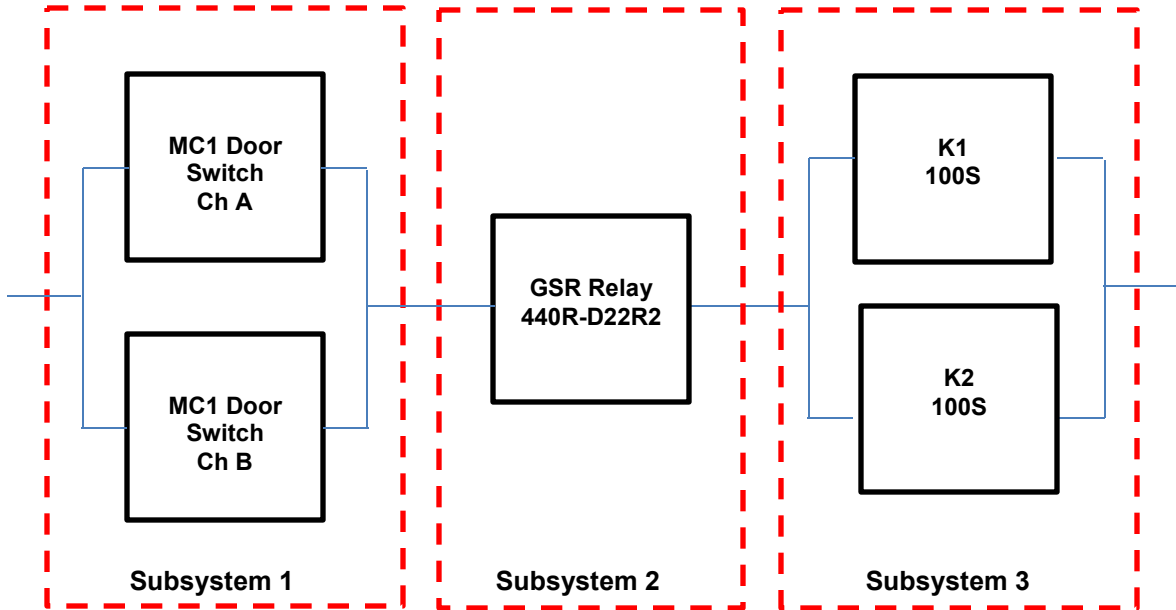 MC1 Door
Switch
Ch A
MC1 Door
Switch
Ch B
Subsystem 1
GSR Relay
440R-D22R2
Subsystem 2
K1
100S
K2
100S
Subsystem 3